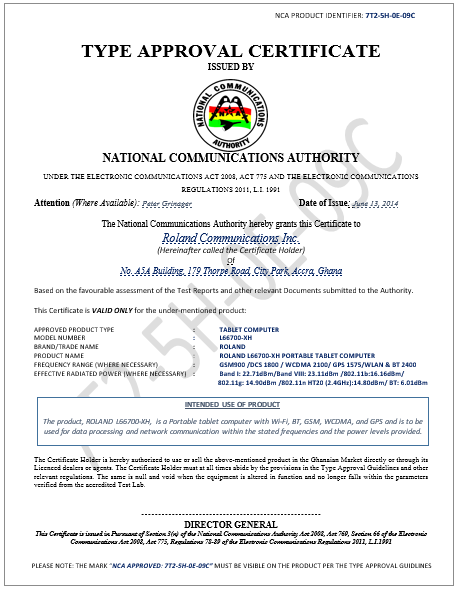 NCA PRODUCT IDENTIFIER: 7T2-5H-0E-09C
TYPE APPROVAL CERTIFICATE
ISSUED BY
NATIONAL COMMUNICATIONS
AUTHORITY
NATIONAL COMMUNICATIONS AUTHORITY
UNDER THE ELECTRONIC COMMUNICATIONS ACT 2008, ACT 775 AND THE ELECTRONIC COMMUNICATIONS
REGULATIONS 2011, L.I. 1991
Attention (Where Available): Peter Grinager Date of Issue: June 13, 2014
The National Communications Authority hereby grants this Certificate to
Roland Communications Inc.
(Hereinafter called the Certificate Holder)
Of
No. A5A Building, 179 Thorpe Road, City Park, Accra, Ghana
Based on the favourable assessment of the Test Reports and other relevant Documents submitted to the Authority.
This Certificate is VALID ONLY for the under-mentioned product:
APPROVED PRODUCT TYPE : TABLET COMPUTER
MODEL NUMBER : L66700-XH
BRAND/TRADE NAME : ROLAND
PRODUCT NAME : ROLAND L66700-XH PORTABLE TABLET COMPUTER
FREQUENCY RANGE (WHERE NECESSARY) : GSM900 /DCS 1800 / WCDMA 2100/ GPS 1575/WLAN & BT 2400
EFFECTIVE RADIATED POWER (WHERE NECESSARY) : Band I: 22.71dBm/Band VIII: 23.11dBm /802.11b:16.16dBm/
802.11g: 14.90dBm /802.11n HT20 (2.4GHz):14.80dBm/ BT: 6.01dBm
INTENDED USE OF PRODUCT
The product, ROLAND L66700-XH, is a Portable tablet computer with Wi-Fi, BT, GSM, WCDMA, and GPS and is to be
used for data processing and network communication within the stated frequencies and the power levels provided.
The Certificate Holder is hereby authorized to use or sell the above-mentioned product in the Ghanaian Market directly or through its
Licenced dealers or agents. The Certificate Holder must at all times abide by the provisions in the Type Approval Guidelines and other
relevant regulations. The same is null and void when the equipment is altered in function and no longer falls within the parameters
verified from the accredited Test Lab.
DIRECTOR GENERAL
This Certificate is issued in Pursuant of Section 3(n) of the National Communications Authority Act 2008, Act 769, Section 66 of the Electronic
Communications Act 2008, Act 775, Regulations 78-89 of the Electronic Communications Regulations 2011, L.I.1991
PLEASE NOTE: THE MARK "NCA APPROVED: 7T2-5H-0E-09C" MUST BE VISIBLE ON THE PRODUCT PER THE TYPE APPROVAL GUIDLINES
7T2-5H-0E-09C